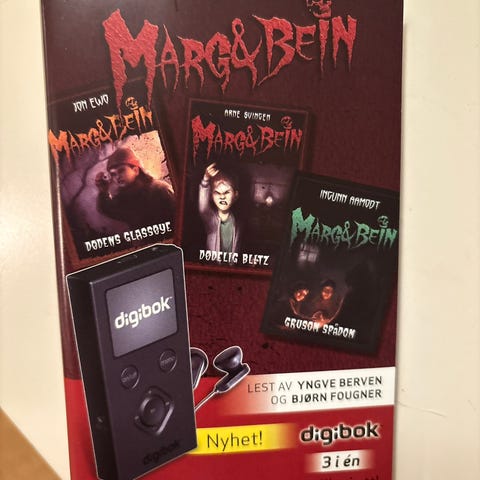 MARG&BEIN
JON EWO
MARG&BEIN
DØDENS GLASSØYE
ARNE SVINGEN
MARG&BEIN
DØDELIG BLITZ
INGUNN AAMODT
MARG&BEIN
GRUSOM SPÅDOM
digibok
digibok
LEST AV YNGVE BERVEN
OG BJØRN FOUGNER
Nyhet!
digibok
3 i én